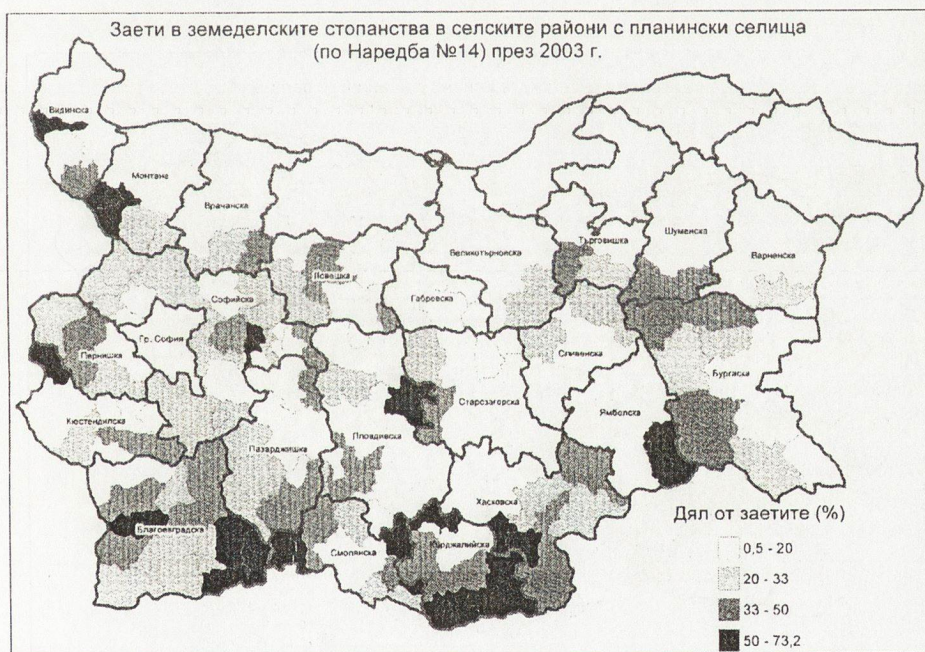 Заети в земеделските стопанства в селските райони с планински селища
(по Наредба №14) през 2003 г.
Видинска
Монтана
Врачанска
Ловешка
Великотърновска
Търговишка
Шуменска
Варненска
Софийска
Габровска
Гр. София
Пернишка
Сливенска
Бургаска
Старозагорска
Ямболска
Кюстендилска
Пазарджишка
Пловдивска
Хасковска
Благоевградска
Смолянска
Кърджалийска
Дял от заетите (%)
0,5 - 20
20 - 33
33 - 50
50 - 73,2